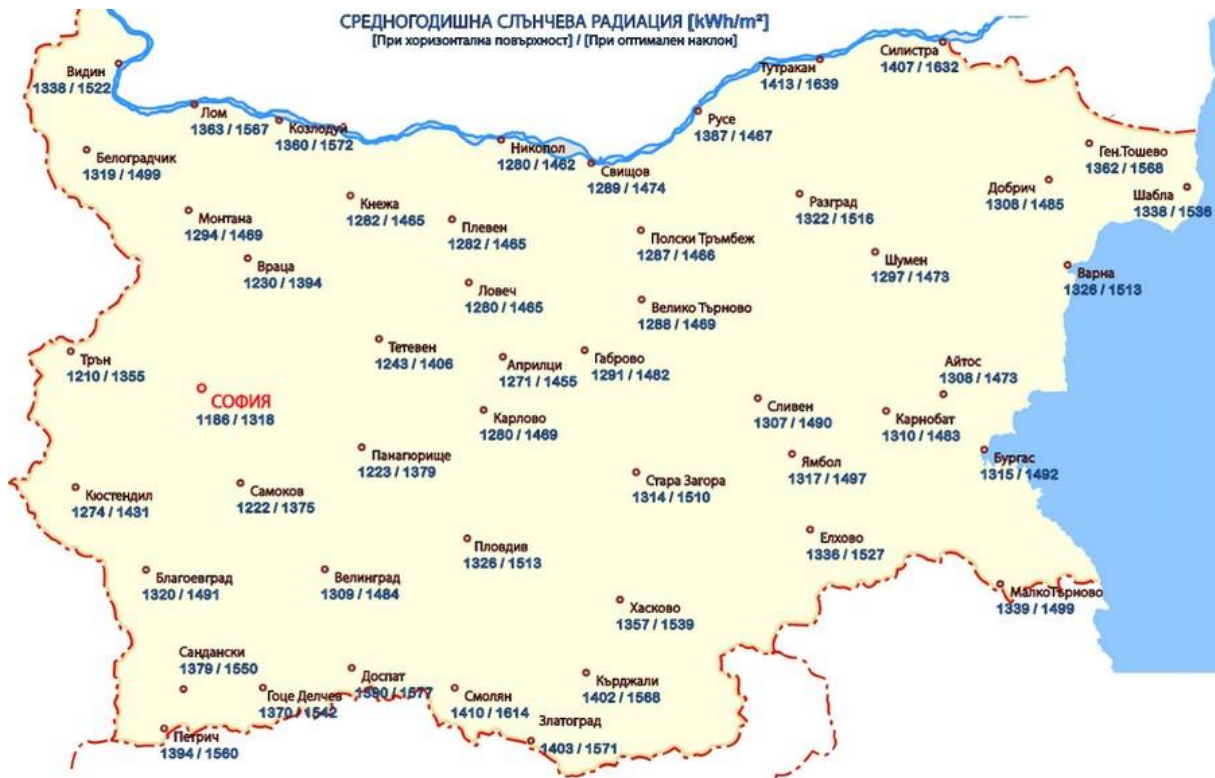 СРЕДНОГОДИШНА СЛЪНЧЕВА РАДИАЦИЯ [kWh/m²]
[При хоризонтална повърхност] / [При оптимален наклон]
Силистра
1407 / 1632
Тутракан
1413 / 1639
Видин
1338 / 1522
Лом
1363 / 1567
Козлодуй
1360 / 1572
Русе
1387 / 1467
Никопол
1280 / 1462
Свищов
1289 / 1474
Ген.Тошево
1362 / 1568
Белоградчик
1319 / 1499
Добрич
1308 / 1485
Шабла
1338 / 1536
Кнежа
1282 / 1465
Разград
1322 / 1516
Монтана
1294 / 1469
Плевен
1282 / 1465
Полски Тръмбеж
1287 / 1466
Враца
1230 / 1394
Шумен
1297 / 1473
Варна
1326 / 1513
Ловеч
1280 / 1465
Велико Търново
1288 / 1469
Тетевен
1243 / 1406
Трън
1210 / 1355
Априлци
1271 / 1455
Габрово
1291 / 1482
Айтос
1308 / 1473
СОФИЯ
1186 / 1318
Сливен
1307 / 1490
Карлово
1280 / 1469
Карнобат
1310 / 1483
Панагюрище
1223 / 1379
Ямбол
1317 / 1497
Бургас
1315 / 1492
Стара Загора
1314 / 1510
Кюстендил
1274 / 1431
Самоков
1222 / 1375
Елхово
1336 / 1527
Пловдив
1326 / 1513
Благоевград
1320 / 1491
Велинград
1309 / 1484
МалкоТърново
1339 / 1499
Хасково
1357 / 1539
Сандански
1379 / 1550
Доспат
1390 / 1577
Гоце Делчев
1370 / 1542
Смолян
1410 / 1614
Кърджали
1402 / 1568
Златоград
1403 / 1571
Петрич
1394 / 1560